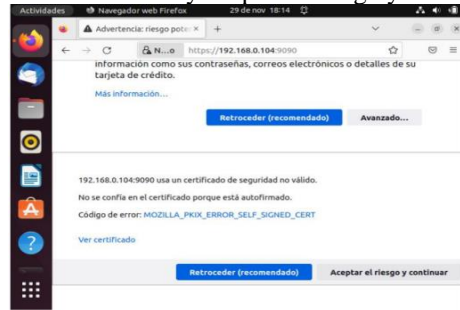 Actividades
Navegador web Firefox
29 de nov 18:14
Advertencia: riesgo pote
N...o
https://192.168.0.104:9090
información como sus contraseñas, correos electrónicos o detalles de su
tarjeta de crédito.
Más información...
Retroceder (recomendado)
Avanzado...
192.168.0.104:9090 usa un certificado de seguridad no válido.
No se confía en el certificado porque está autofirmado.
Código de error: MOZILLA_PKIX_ERROR_SELF_SIGNED_CERT
Ver certificado
Retroceder (recomendado)
Aceptar el riesgo y continuar